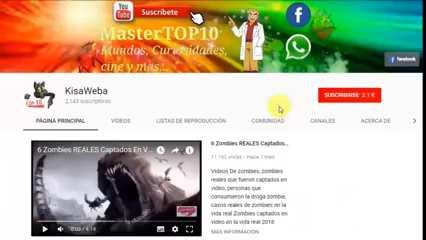 You Tube
Suscribete
MasterTOP10
Mundos, Curiosidades,
cine y mas...
facebook
Top 10
KisaWeba
2,143 suscriptores
SUSCRIBIRSE 2.1 K
PÁGINA PRINCIPAL VIDEOS LISTAS DE REPRODUCCIÓN COMUNIDAD CANALES ACERCA DE
6 Zombies REALES Captados En V...
0:03 / 4:14
6 Zombies REALES Captados...
11,162 vistas • Hace 1 mes
Videos De zombies, zombies
reales que fueron captados en
video, personas que
consumieron la droga zombie,
casos reales de zombies en la
vida real Zombies captados en
video en la vida real 2018
MÁS INFORMACIÓN